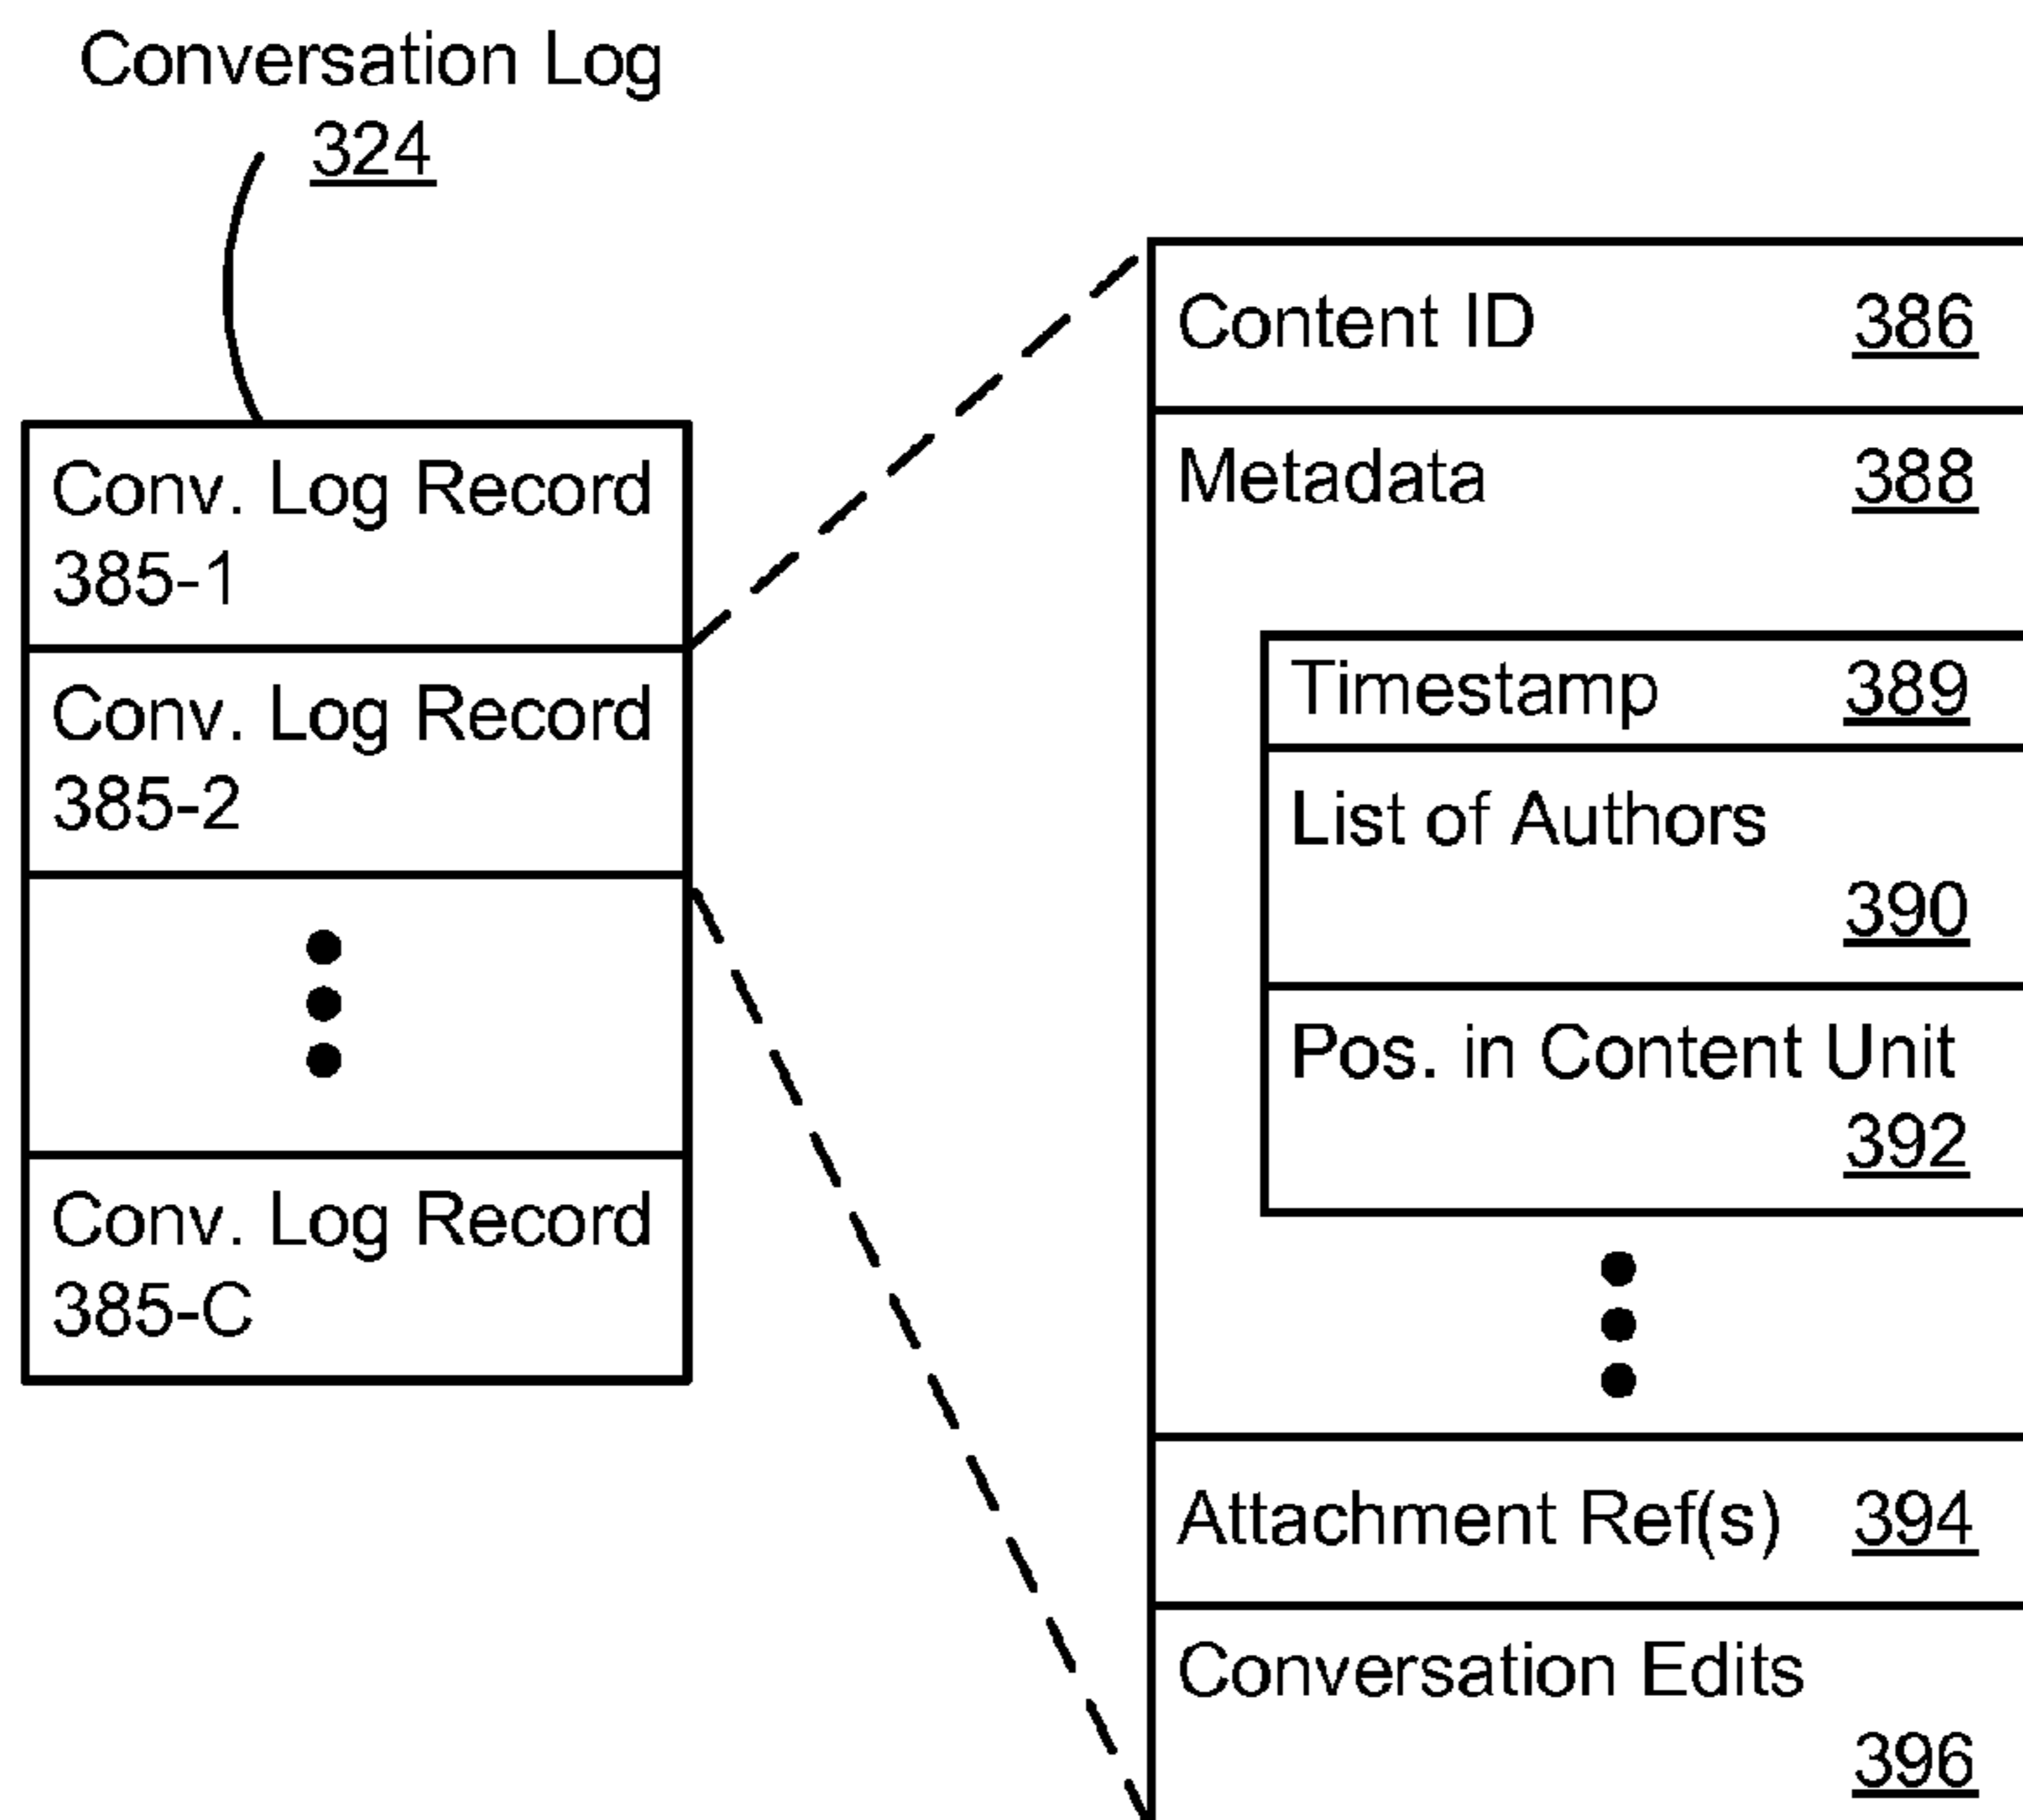 Conversation Log
324
Conv. Log Record
385-1
Conv. Log Record
385-2
Conv. Log Record
385-C
Content ID 386
Metadata 388
Timestamp 389
List of Authors
390
Pos. in Content Unit
392
Attachment Ref(s) 394
Conversation Edits
396